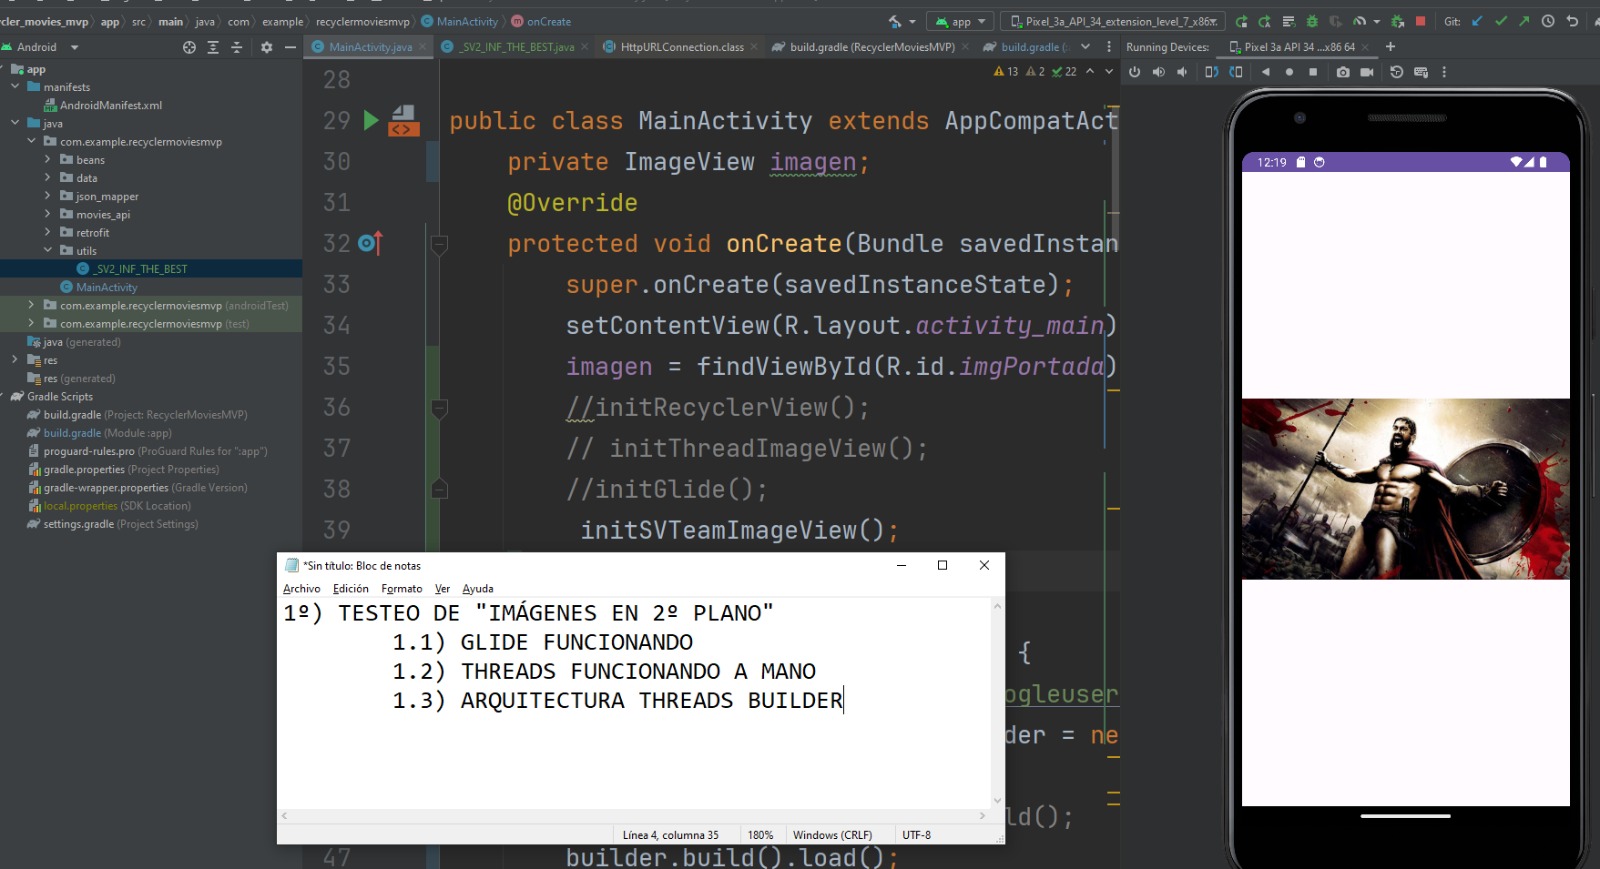 cycler_movies_mvp app src main java com example recyclermoviesmvp MainActivity onCreate app Pixel_3a_API_34_extension_level_7_x86 Git:
Android MainActivity.java _SV2_INF_THE_BEST.java HttpURLConnection.class build.gradle (RecyclerMoviesMVP) build.gradle (: Running Devices: Pixel 3a API 34 ...x86 64
app
manifests
AndroidManifest.xml
java
com.example.recyclermoviesmvp
beans
data
json_mapper
movies_api
retrofit
utils
_SV2_INF_THE_BEST
MainActivity
com.example.recyclermoviesmvp (androidTest)
com.example.recyclermoviesmvp (test)
java (generated)
res
res (generated)
Gradle Scripts
build.gradle (Project: RecyclerMoviesMVP)
build.gradle (Module :app)
proguard-rules.pro (ProGuard Rules for ":app")
gradle.properties (Project Properties)
gradle-wrapper.properties (Gradle Version)
local.properties (SDK Location)
settings.gradle (Project Settings)
13 2 22
28
29 public class MainActivity extends AppCompatAct
30 private ImageView imagen;
31 @Override
32 protected void onCreate(Bundle savedInstan
33 super.onCreate(savedInstanceState);
34 setContentView(R.layout.activity_main)
35 imagen = findViewById(R.id.imgPortada)
36 //initRecyclerView();
37 // initThreadImageView();
38 //initGlide();
39 initSVTeamImageView();
{
ogleuser
der = ne
ld();
47 builder.build().load();
*Sin título: Bloc de notas
Archivo Edición Formato Ver Ayuda
1º) TESTEO DE "IMÁGENES EN 2º PLANO"
1.1) GLIDE FUNCIONANDO
1.2) THREADS FUNCIONANDO A MANO
1.3) ARQUITECTURA THREADS BUILDER
Línea 4, columna 35 180% Windows (CRLF) UTF-8
12:19